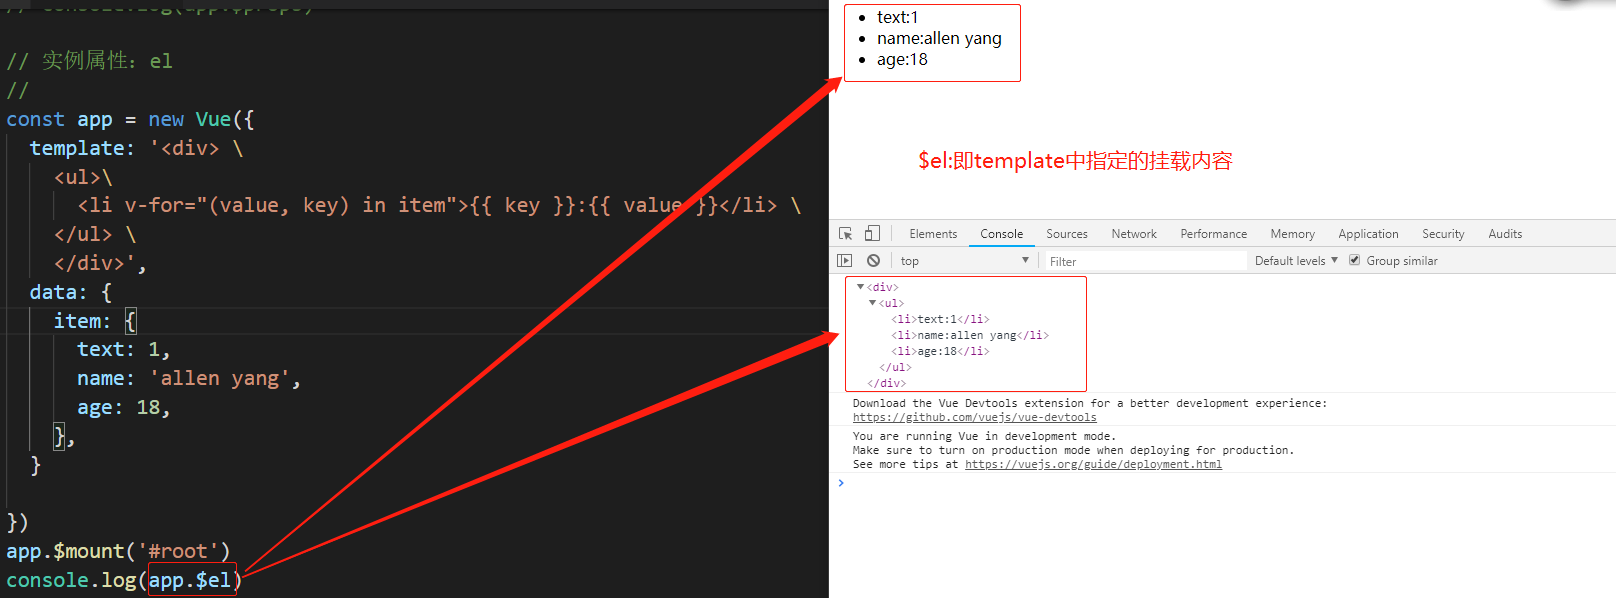 // console.log(app.$props)
// 实例属性：el
//
const app = new Vue({
template: '<div> \
<ul>\
<li v-for="(value, key) in item">{{ key }}:{{ value }}</li> \
</ul> \
</div>',
data: {
item: {
text: 1,
name: 'allen yang',
age: 18,
},
}
})
app.$mount('#root')
console.log(app.$el)
text:1
name:allen yang
age:18
$el:即template中指定的挂载内容
Elements Console Sources Network Performance Memory Application Security Audits
top Filter Default levels Group similar
<div>
<ul>
<li>text:1</li>
<li>name:allen yang</li>
<li>age:18</li>
</ul>
</div>
Download the Vue Devtools extension for a better development experience:
https://github.com/vuejs/vue-devtools
You are running Vue in development mode.
Make sure to turn on production mode when deploying for production.
See more tips at https://vuejs.org/guide/deployment.html